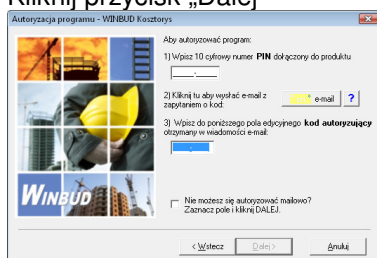 Kliknij przycisk „Dalej”
Autoryzacja programu - WINBUD Kosztorys
Aby autoryzować program:
1) Wpisz 10 cyfrowy numer PIN dołączony do produktu
2) Kliknij tu aby wysłać e-mail z
zapytaniem o kod:
e-mail
?
3) Wpisz do poniższego pola edycyjnego kod autoryzujący
otrzymany w wiadomości e-mail:
WINBUD
Nie możesz się autoryzować mailowo?
Zaznacz pole i kliknij DALEJ.
< Wstecz
Dalej >
Anuluj